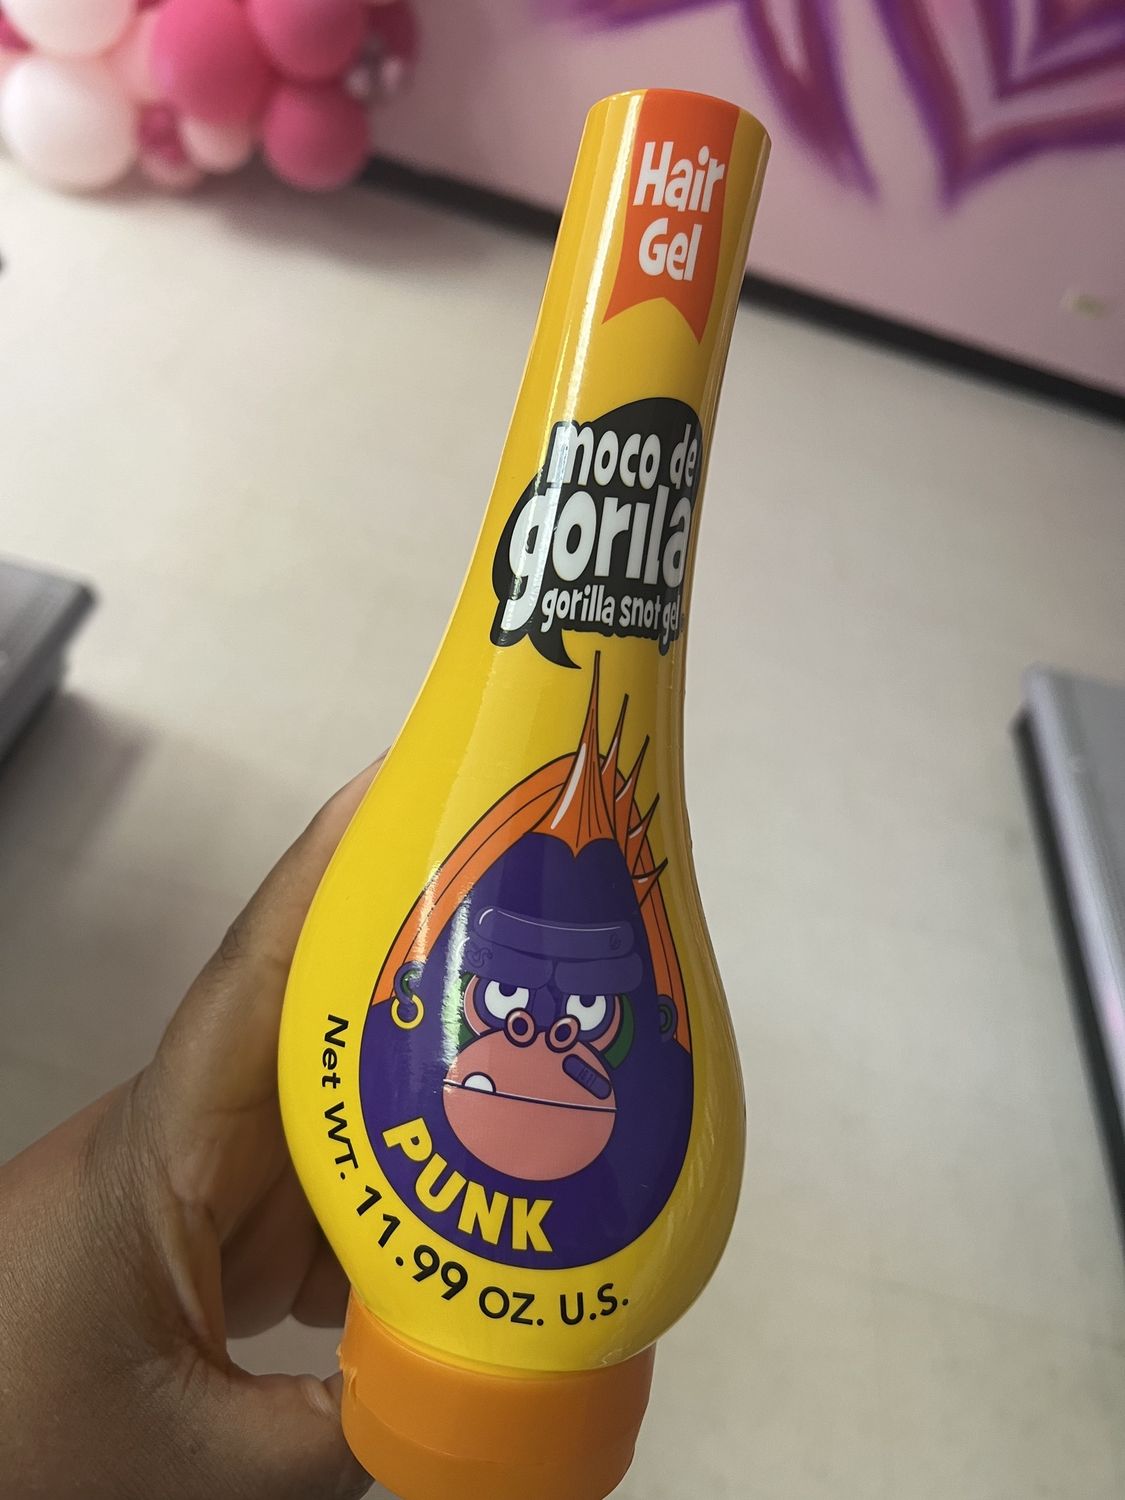 Hair
Gel
moco de
gorila
gorilla snot gel
PUNK
Net WT. 11.99 OZ. U.S.